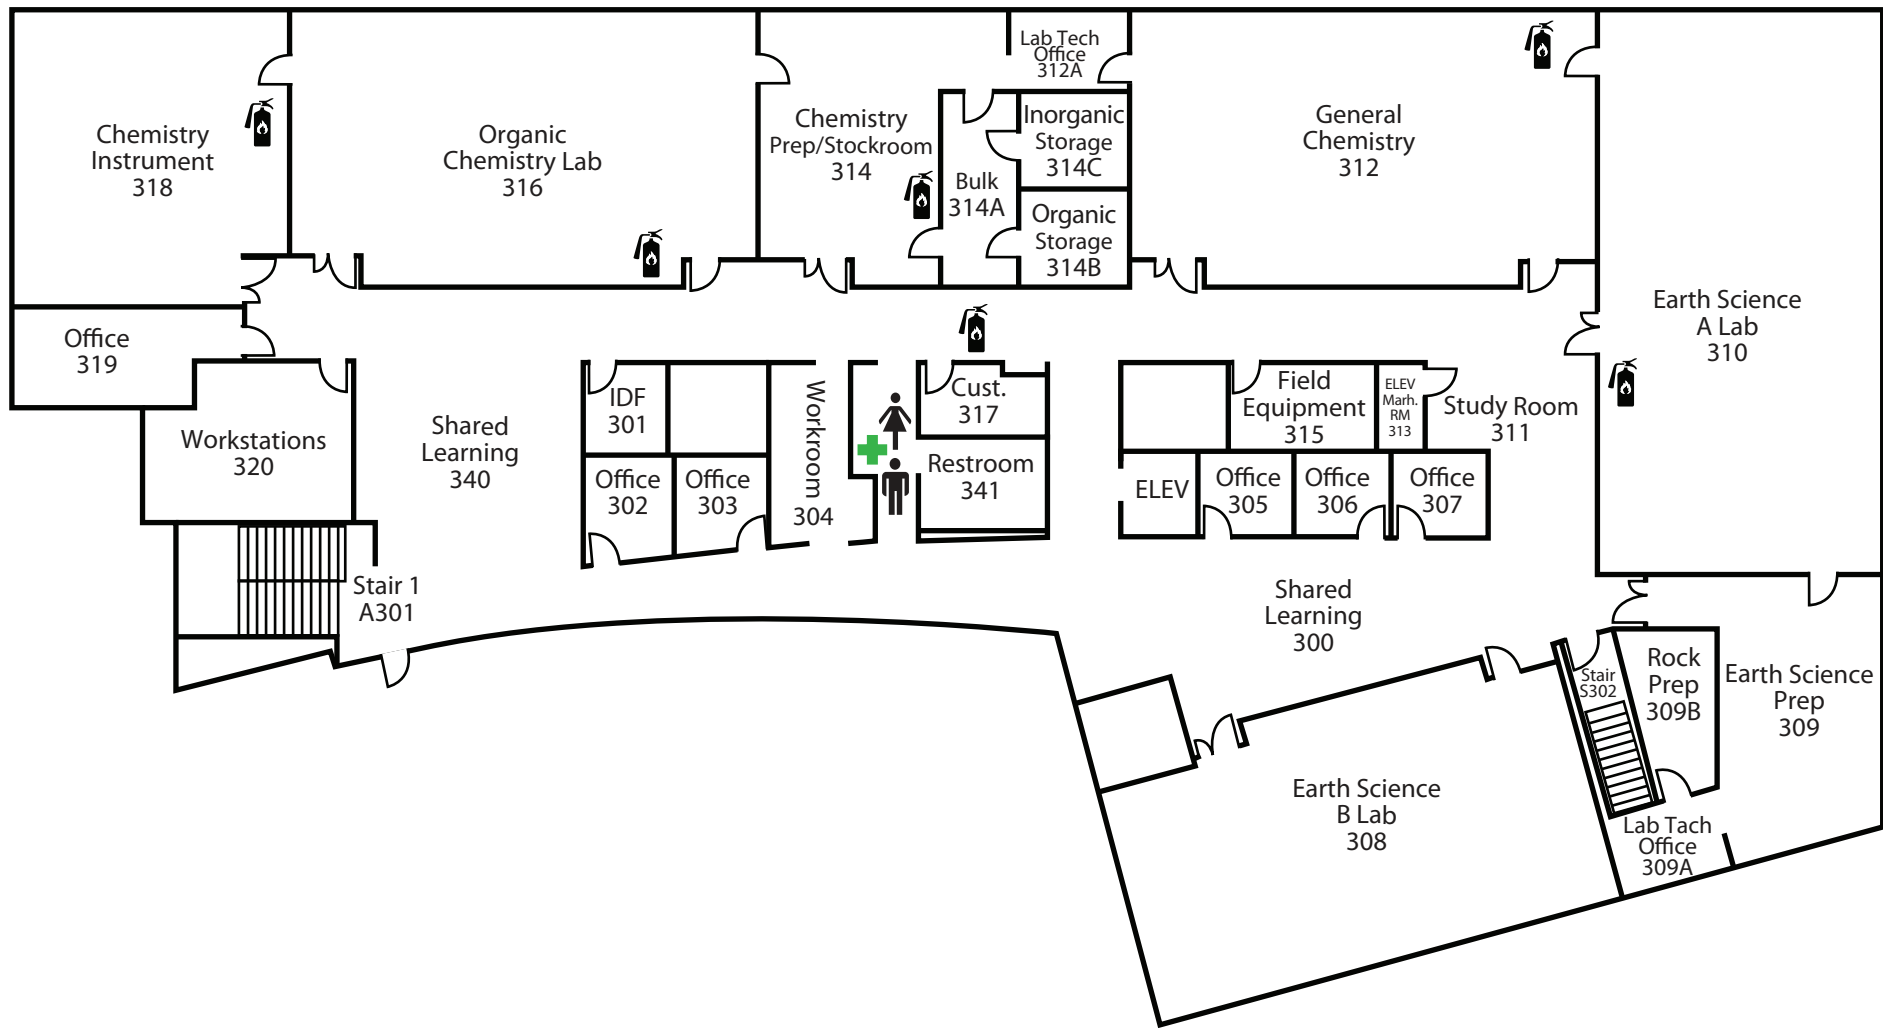 Chemistry
Instrument
318
Organic
Chemistry Lab
316
Chemistry
Prep/Stockroom
314
Lab Tech
Office
312A
Bulk
314A
Inorganic
Storage
314C
Organic
Storage
314B
General
Chemistry
312
Earth Science
A Lab
310
Office
319
Workstations
320
Shared
Learning
340
IDF
301
Office
302
Office
303
Workroom
304
Cust.
317
Restroom
341
Field
Equipment
315
ELEV
Marh.
RM
313
Study Room
311
ELEV
Office
305
Office
306
Office
307
Stair 1
A301
Shared
Learning
300
Stair
S302
Rock
Prep
309B
Earth Science
Prep
309
Earth Science
B Lab
308
Lab Tach
Office
309A